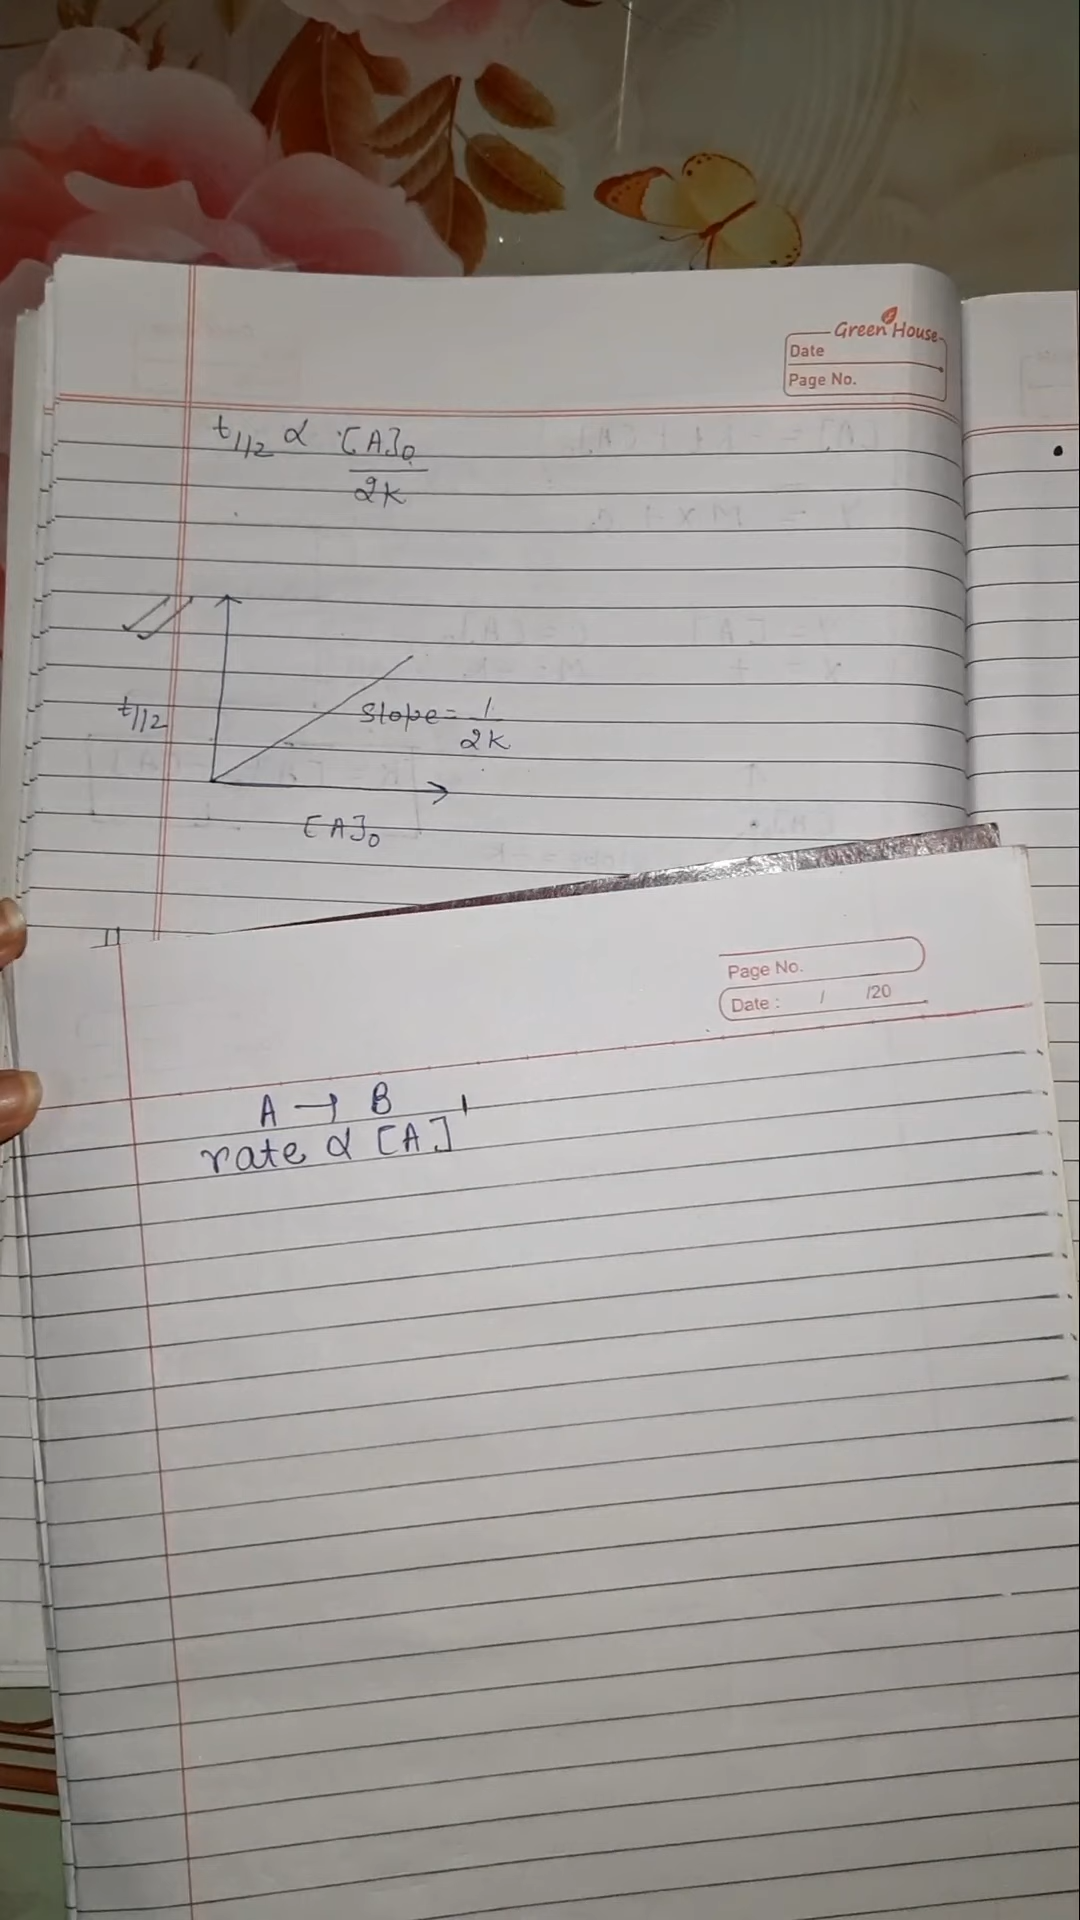 Green House
Date
Page No.
t1/2 α [A]0
2K
t1/2
Slope = 1
2K
[A]0
Page No.
Date : / /20
A → B
rate α [A]¹